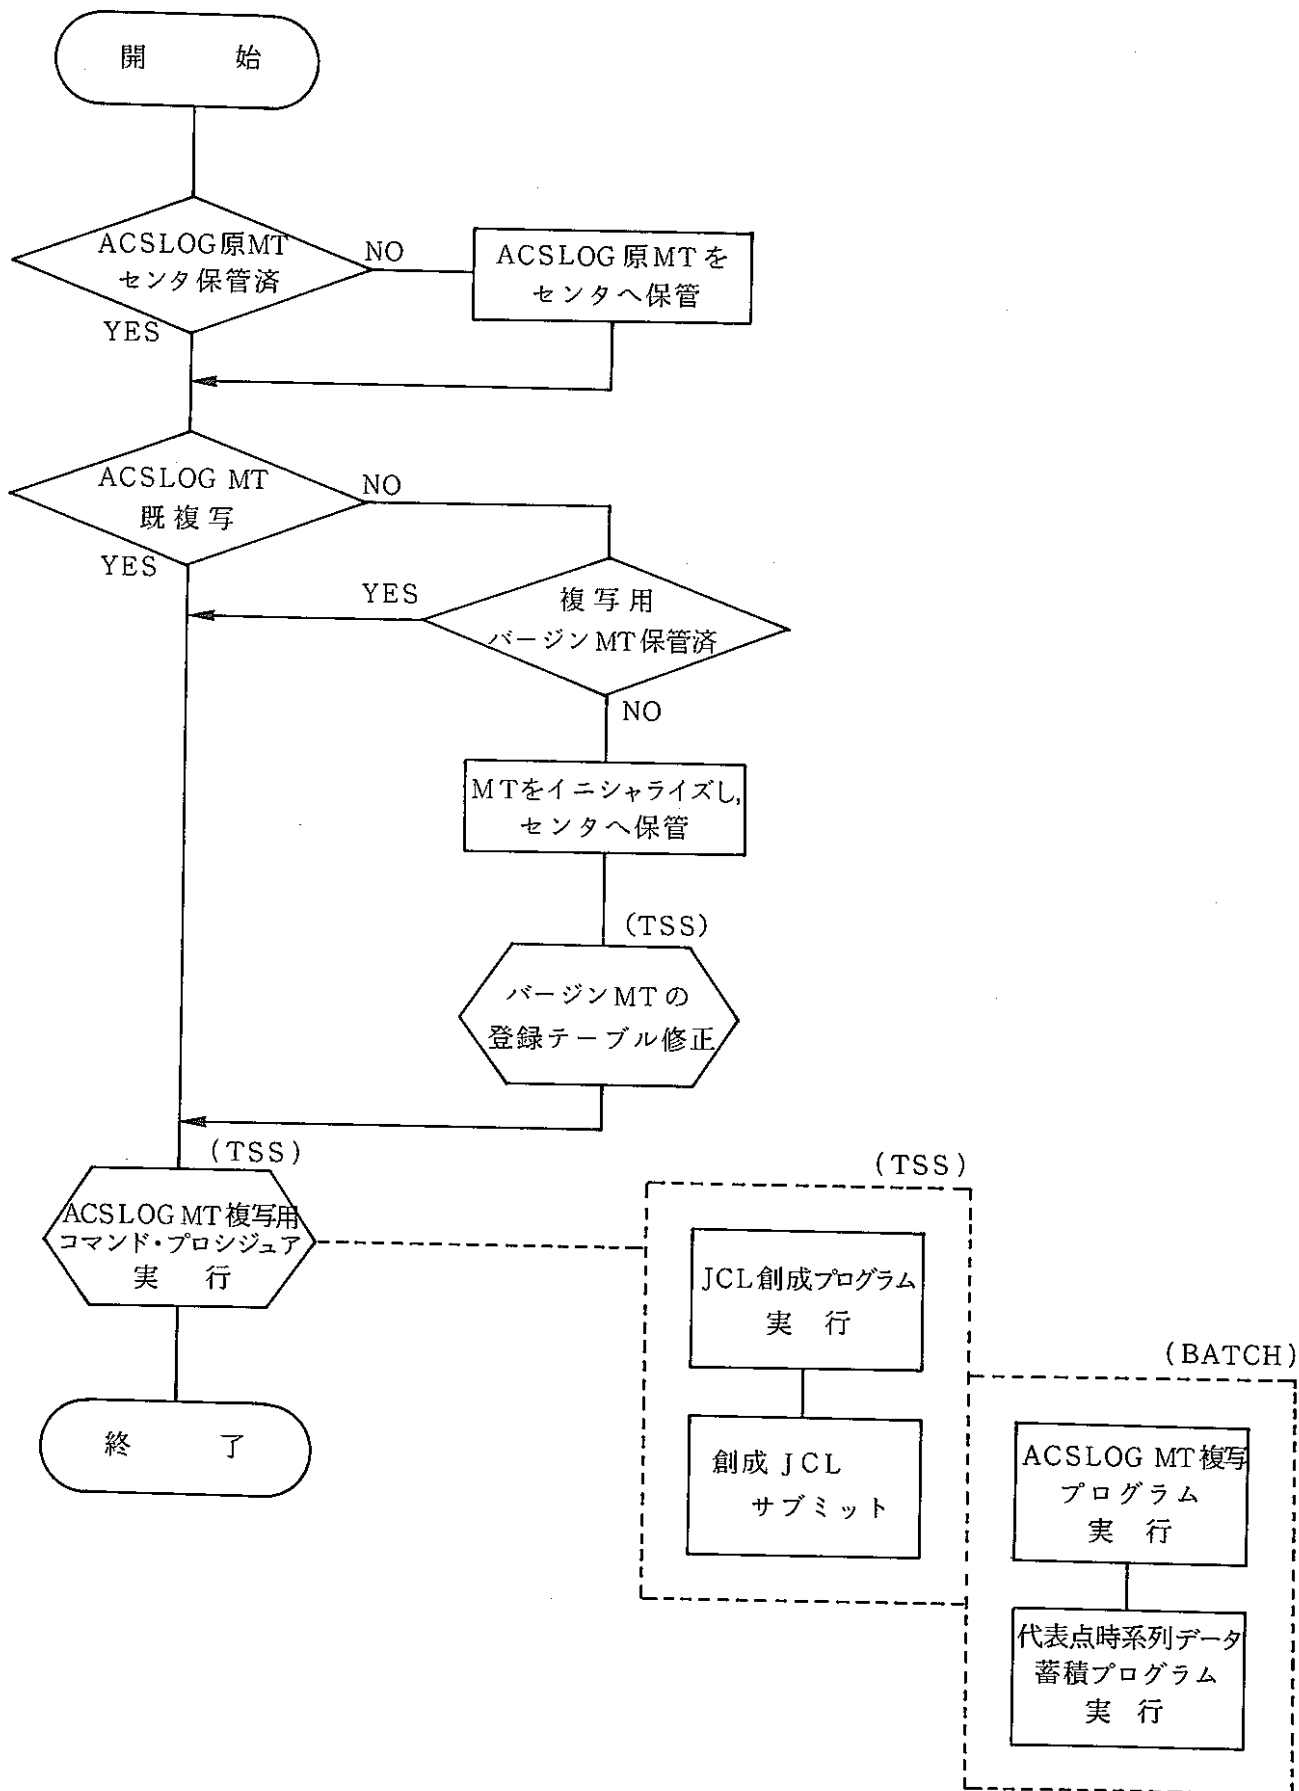 開 始
ACSLOG原MT
センタ保管済
NO
YES
ACSLOG原MTを
センタへ保管
ACSLOG MT
既複写
NO
YES
複写用
バージンMT保管済
YES
NO
MTをイニシャライズし,
センタへ保管
(TSS)
バージンMTの
登録テーブル修正
(TSS)
ACSLOG MT複写用
コマンド・プロシジュア
実 行
終 了
(TSS)
JCL創成プログラム
実 行
創成JCL
サブミット
(BATCH)
ACSLOG MT複写
プログラム
実 行
代表点時系列データ
蓄積プログラム
実 行